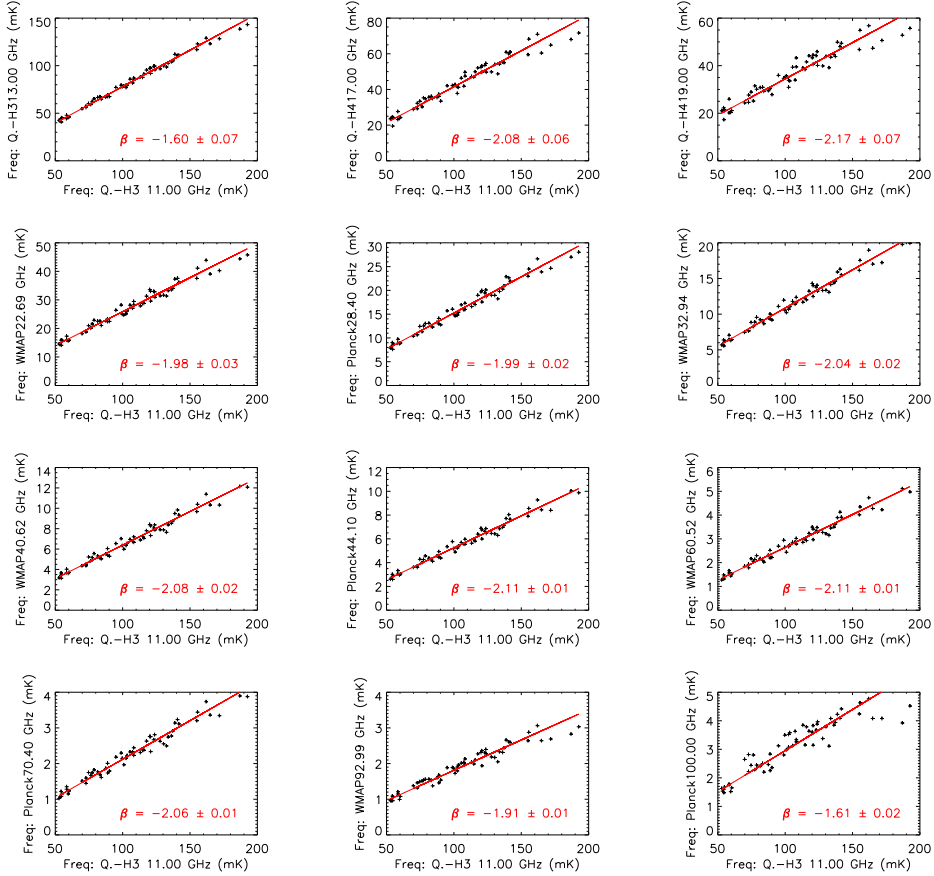 150
100
50
0
Freq: Q.-H313.00 GHz (mK)
β = -1.60 ± 0.07
50 100 150 200
Freq: Q.-H3 11.00 GHz (mK)
80
60
40
20
0
Freq: Q.-H417.00 GHz (mK)
β = -2.08 ± 0.06
50 100 150 200
Freq: Q.-H3 11.00 GHz (mK)
60
40
20
0
Freq: Q.-H419.00 GHz (mK)
β = -2.17 ± 0.07
50 100 150 200
Freq: Q.-H3 11.00 GHz (mK)
50
40
30
20
10
0
Freq: WMAP22.69 GHz (mK)
β = -1.98 ± 0.03
50 100 150 200
Freq: Q.-H3 11.00 GHz (mK)
30
25
20
15
10
5
0
Freq: Planck28.40 GHz (mK)
β = -1.99 ± 0.02
50 100 150 200
Freq: Q.-H3 11.00 GHz (mK)
20
15
10
5
0
Freq: WMAP32.94 GHz (mK)
β = -2.04 ± 0.02
50 100 150 200
Freq: Q.-H3 11.00 GHz (mK)
14
12
10
8
6
4
2
0
Freq: WMAP40.62 GHz (mK)
β = -2.08 ± 0.02
50 100 150 200
Freq: Q.-H3 11.00 GHz (mK)
12
10
8
6
4
2
0
Freq: Planck44.10 GHz (mK)
β = -2.11 ± 0.01
50 100 150 200
Freq: Q.-H3 11.00 GHz (mK)
6
5
4
3
2
1
0
Freq: WMAP60.52 GHz (mK)
β = -2.11 ± 0.01
50 100 150 200
Freq: Q.-H3 11.00 GHz (mK)
4
3
2
1
0
Freq: Planck70.40 GHz (mK)
β = -2.06 ± 0.01
50 100 150 200
Freq: Q.-H3 11.00 GHz (mK)
4
3
2
1
0
Freq: WMAP92.99 GHz (mK)
β = -1.91 ± 0.01
50 100 150 200
Freq: Q.-H3 11.00 GHz (mK)
5
4
3
2
1
0
Freq: Planck100.00 GHz (mK)
β = -1.61 ± 0.02
50 100 150 200
Freq: Q.-H3 11.00 GHz (mK)